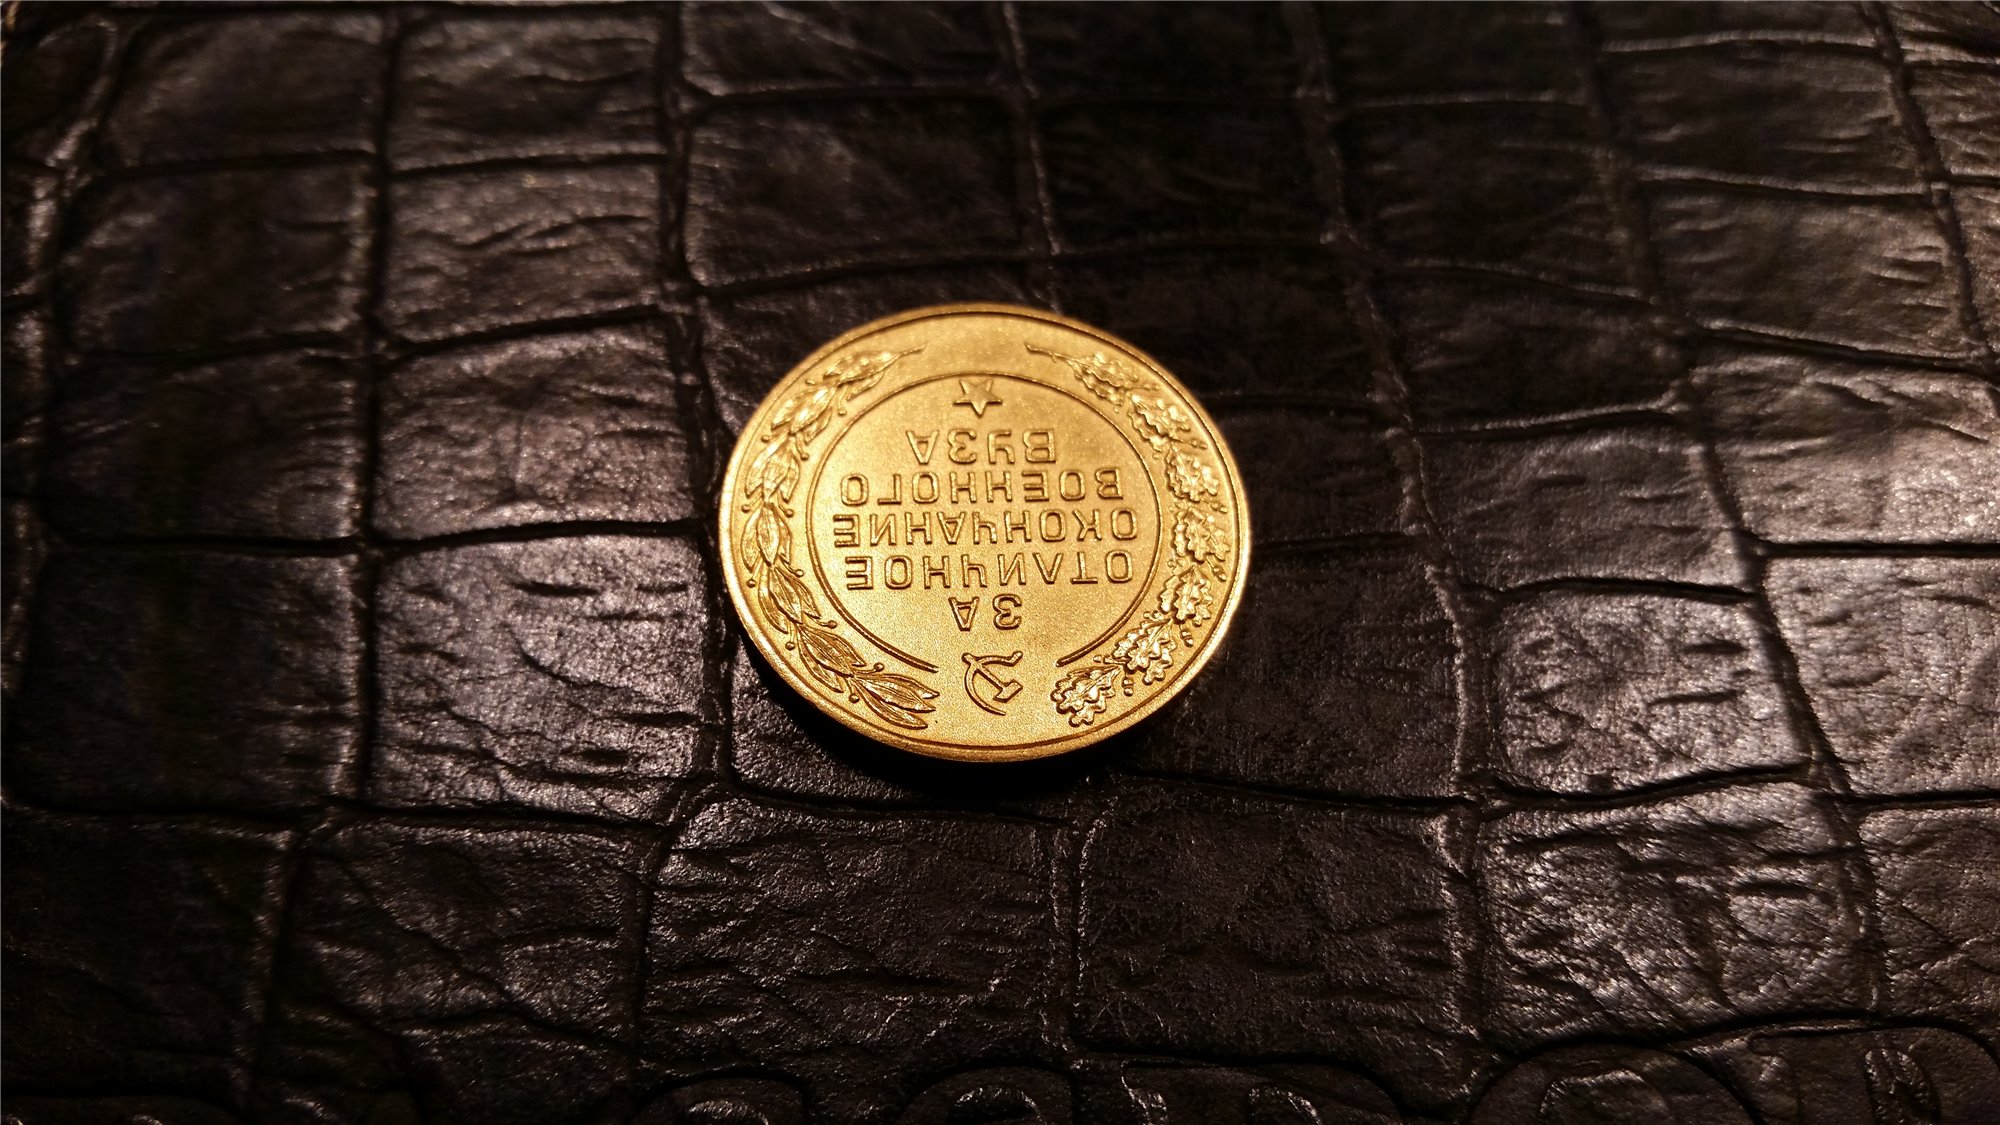 ЗА
ОТЛИЧНОЕ
ОКОНЧАНИЕ
ВОЕННОГО
ВУЗА